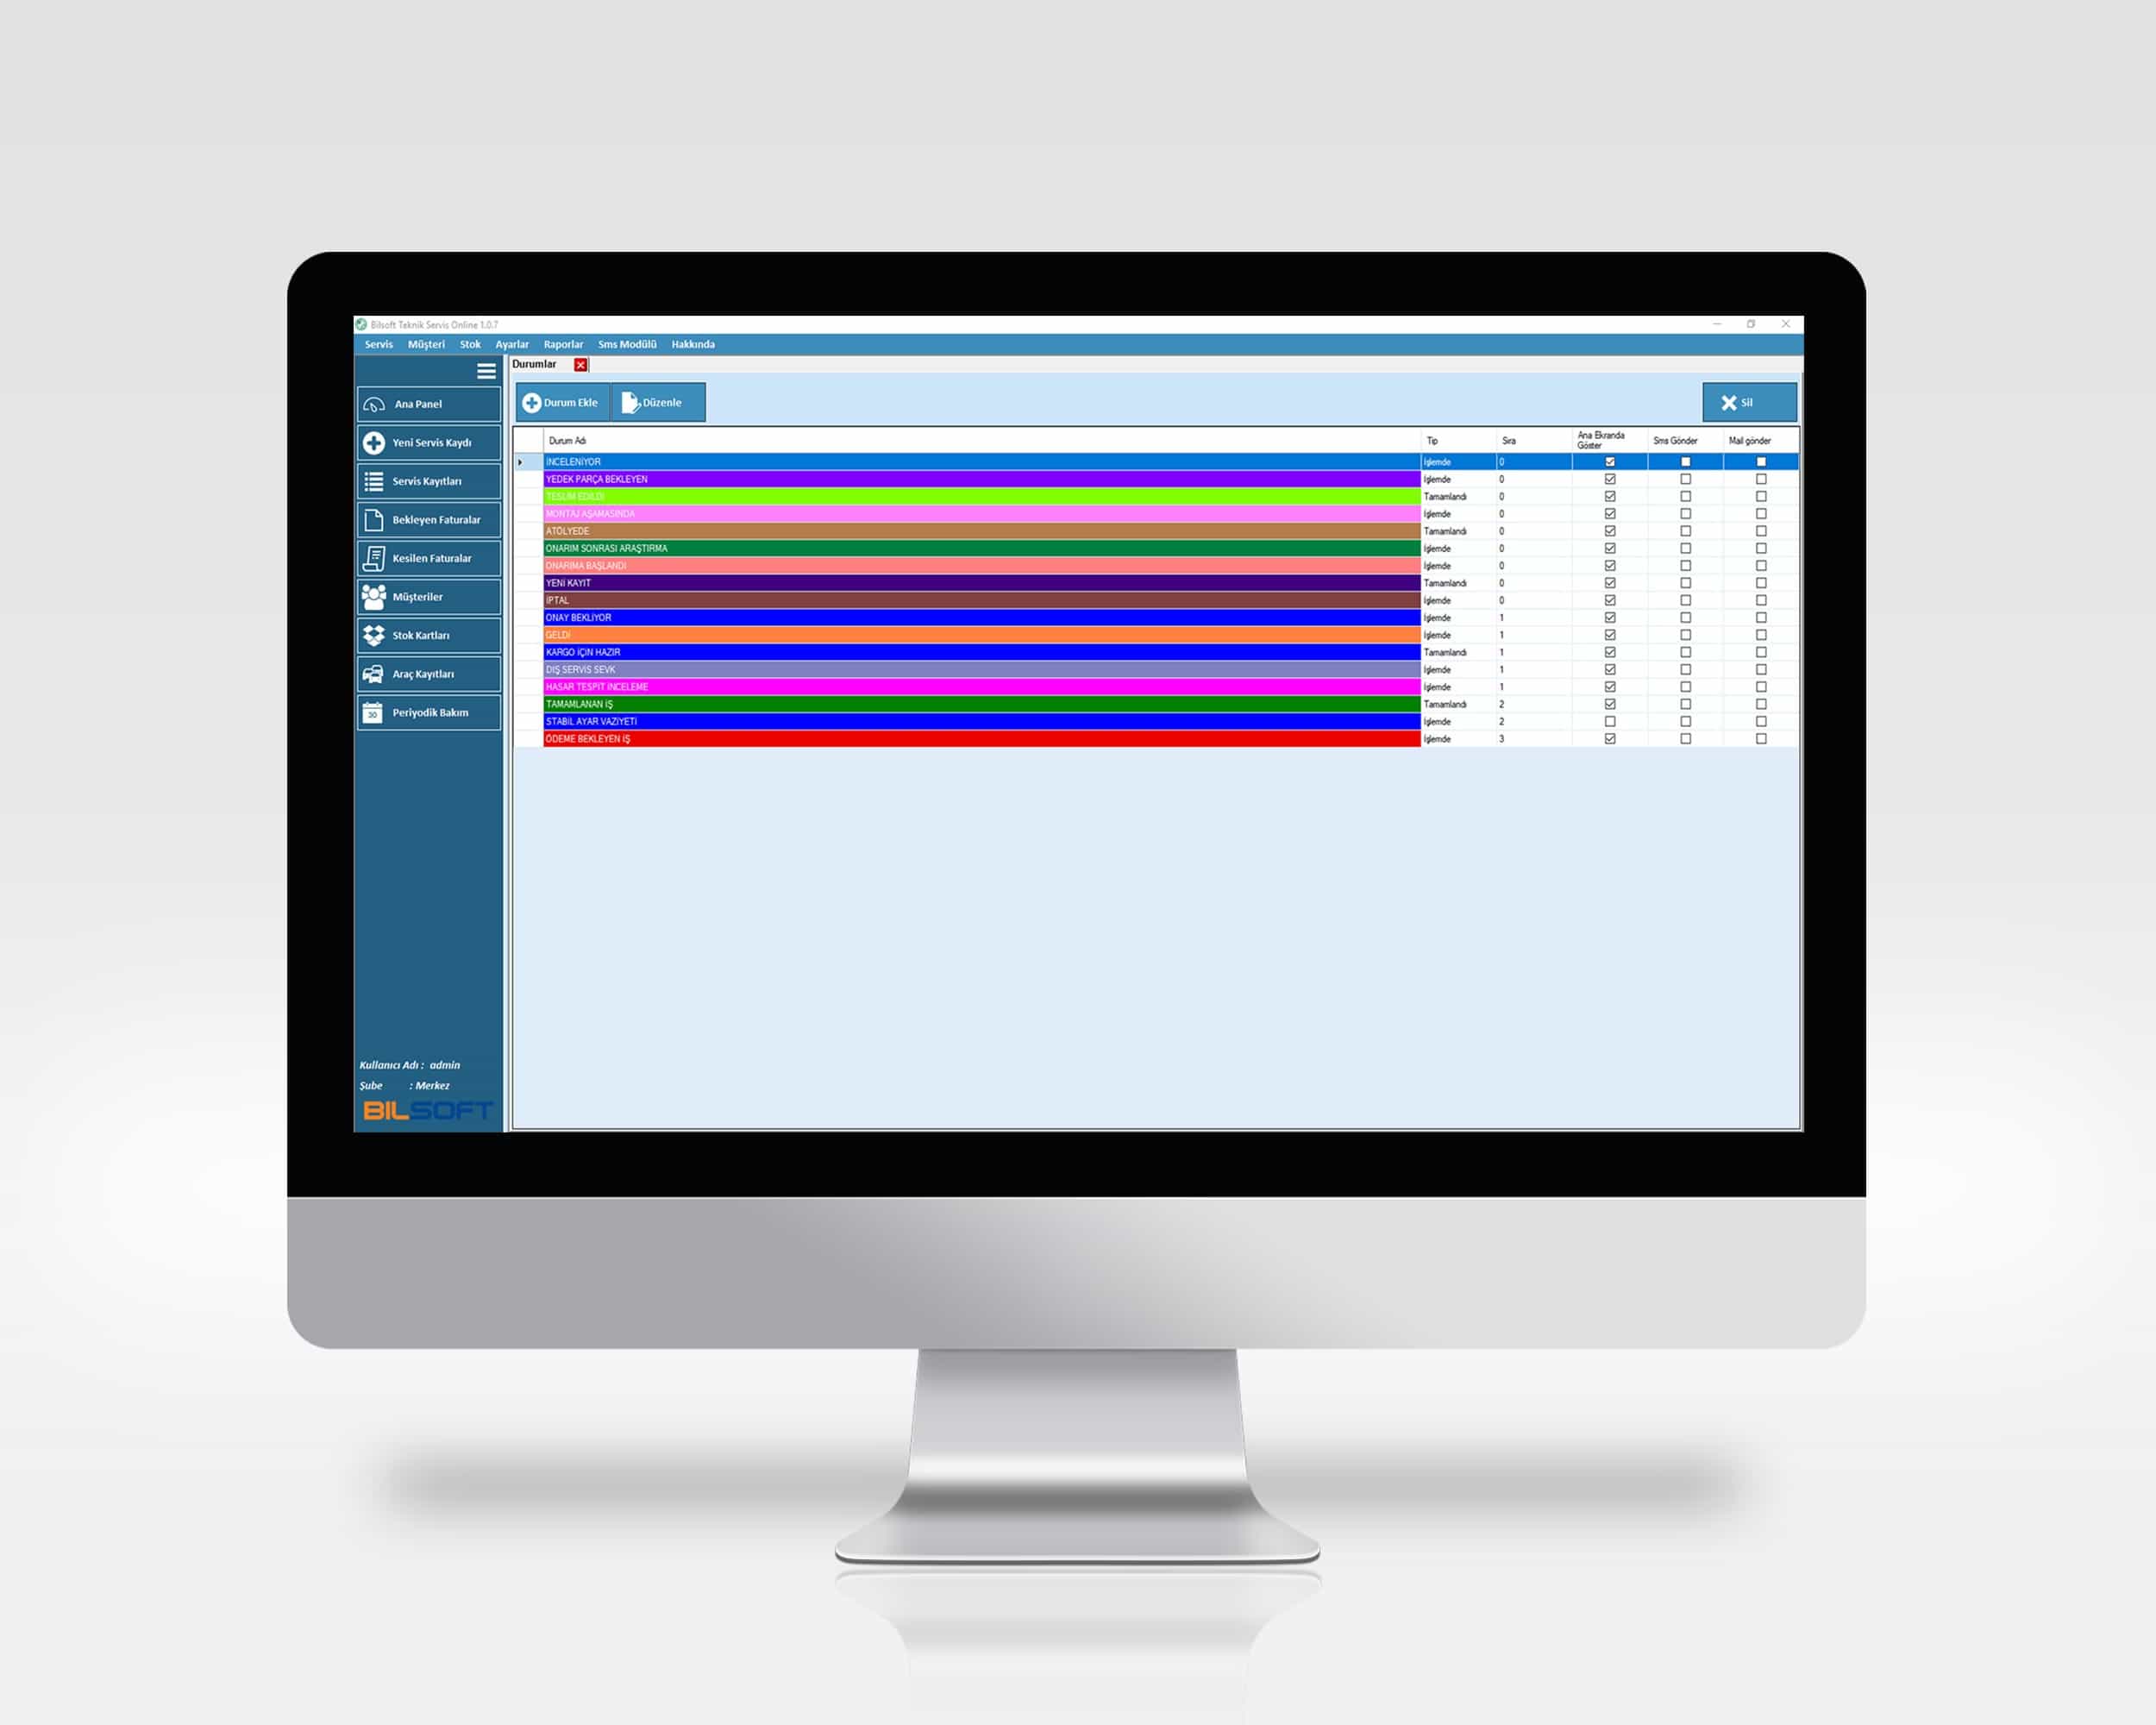 Bilsoft Teknik Servis Online 1.0.7
Servis Müşteri Stok Ayarlar Raporlar Sms Modülü Hakkında
Durumlar
Ana Panel
Yeni Servis Kaydı
Servis Kayıtları
Bekleyen Faturalar
Kesilen Faturalar
Müşteriler
Stok Kartları
Araç Kayıtları
30
Periyodik Bakım
Kullanıcı Adı : admin
Şube : Merkez
BILSOFT
Durum Ekle Düzenle Sil
Durum Adı Tip Sıra Ana Ekranda Göster Sms Gönder Mail gönder
İNCELENİYOR İşlemde 0
YEDEK PARÇA BEKLEYEN İşlemde 0
TESLİM EDİLDİ Tamamlandı 0
MONTAJ AŞAMASINDA İşlemde 0
ATÖLYEDE Tamamlandı 0
ONARIM SONRASI ARAŞTIRMA İşlemde 0
ONARIMA BAŞLANDI İşlemde 0
YENİ KAYIT Tamamlandı 0
İPTAL İşlemde 0
ONAY BEKLİYOR İşlemde 1
GELDİ İşlemde 1
KARGO İÇİN HAZIR Tamamlandı 1
DIŞ SERVİS SEVK İşlemde 1
HASAR TESPİT İNCELEME İşlemde 1
TAMAMLANAN İŞ Tamamlandı 2
STABİL AYAR VAZİYETİ İşlemde 2
ÖDEME BEKLEYEN İŞ İşlemde 3